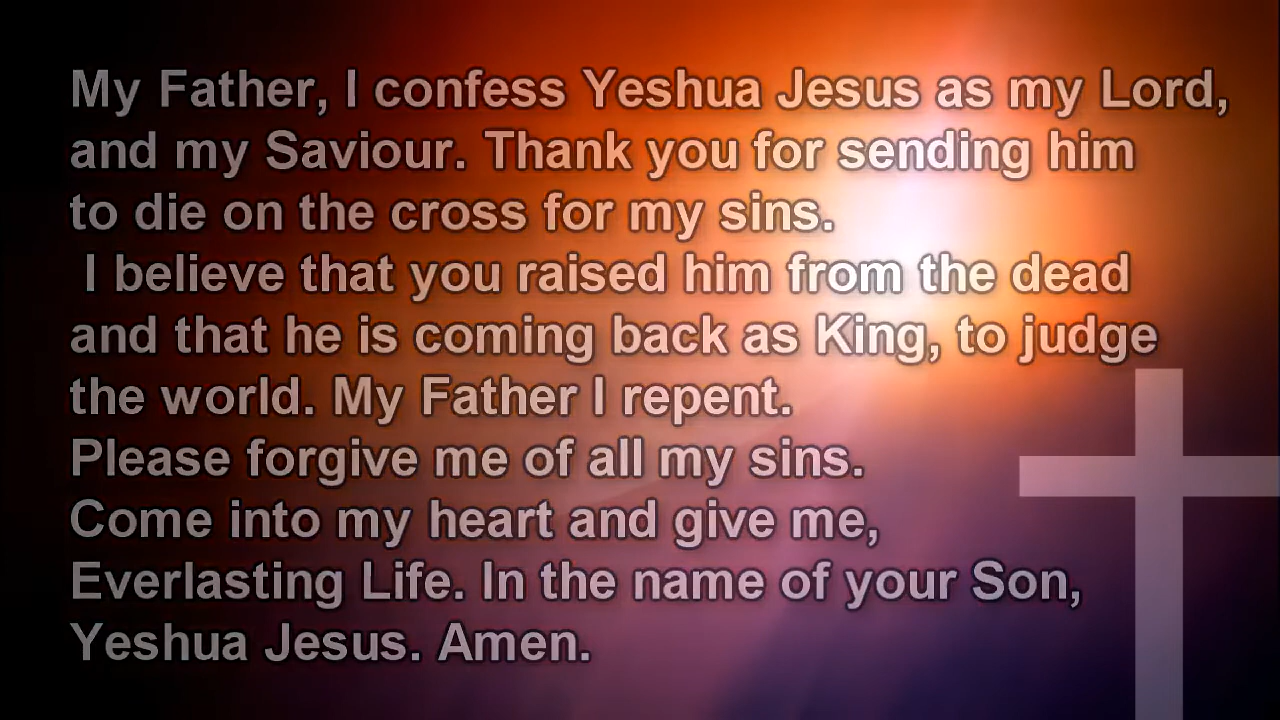 My Father, I confess Yeshua Jesus as my Lord,
and my Saviour. Thank you for sending him
to die on the cross for my sins.
I believe that you raised him from the dead
and that he is coming back as King, to judge
the world. My Father I repent.
Please forgive me of all my sins.
Come into my heart and give me,
Everlasting Life. In the name of your Son,
Yeshua Jesus. Amen.